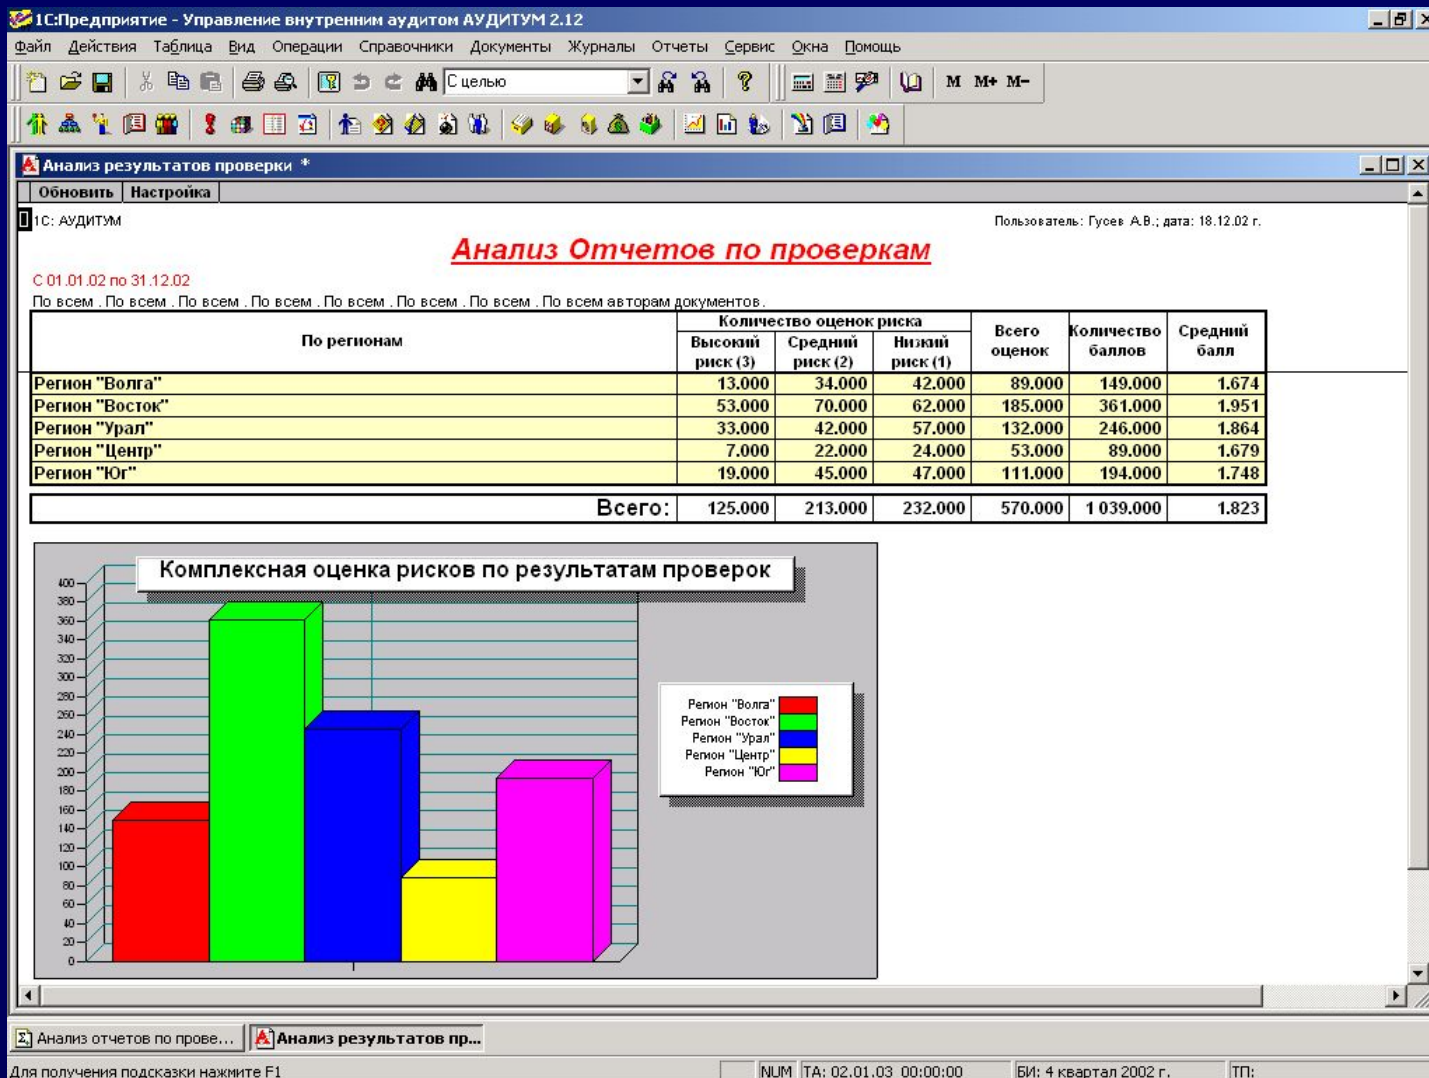 1С:Предприятие - Управление внутренним аудитом АУДИТУМ 2.12
Файл Действия Таблица Вид Операции Справочники Документы Журналы Отчеты Сервис Окна Помощь
С целью M M+ M-
Анализ результатов проверки *
Обновить Настройка
1С: АУДИТУМ Пользователь: Гусев А.В.; дата: 18.12.02 г.
Анализ Отчетов по проверкам
С 01.01.02 по 31.12.02
По всем . По всем . По всем . По всем . По всем . По всем . По всем . По всем авторам документов.
По регионам Количество оценок риска Всего оценок Количество баллов Средний балл
Высокий риск (3) Средний риск (2) Низкий риск (1)
Регион "Волга" 13.000 34.000 42.000 89.000 149.000 1.674
Регион "Восток" 53.000 70.000 62.000 185.000 361.000 1.951
Регион "Урал" 33.000 42.000 57.000 132.000 246.000 1.864
Регион "Центр" 7.000 22.000 24.000 53.000 89.000 1.679
Регион "Юг" 19.000 45.000 47.000 111.000 194.000 1.748
Всего: 125.000 213.000 232.000 570.000 1 039.000 1.823
Комплексная оценка рисков по результатам проверок
400
380
360
340
320
300
280
260
240
220
200
180
160
140
120
100
80
60
40
20
0
Регион "Волга"
Регион "Восток"
Регион "Урал"
Регион "Центр"
Регион "Юг"
Анализ отчетов по прове... Анализ результатов пр...
Для получения подсказки нажмите F1 NUM TA: 02.01.03 00:00:00 БИ: 4 квартал 2002 г. ТП: